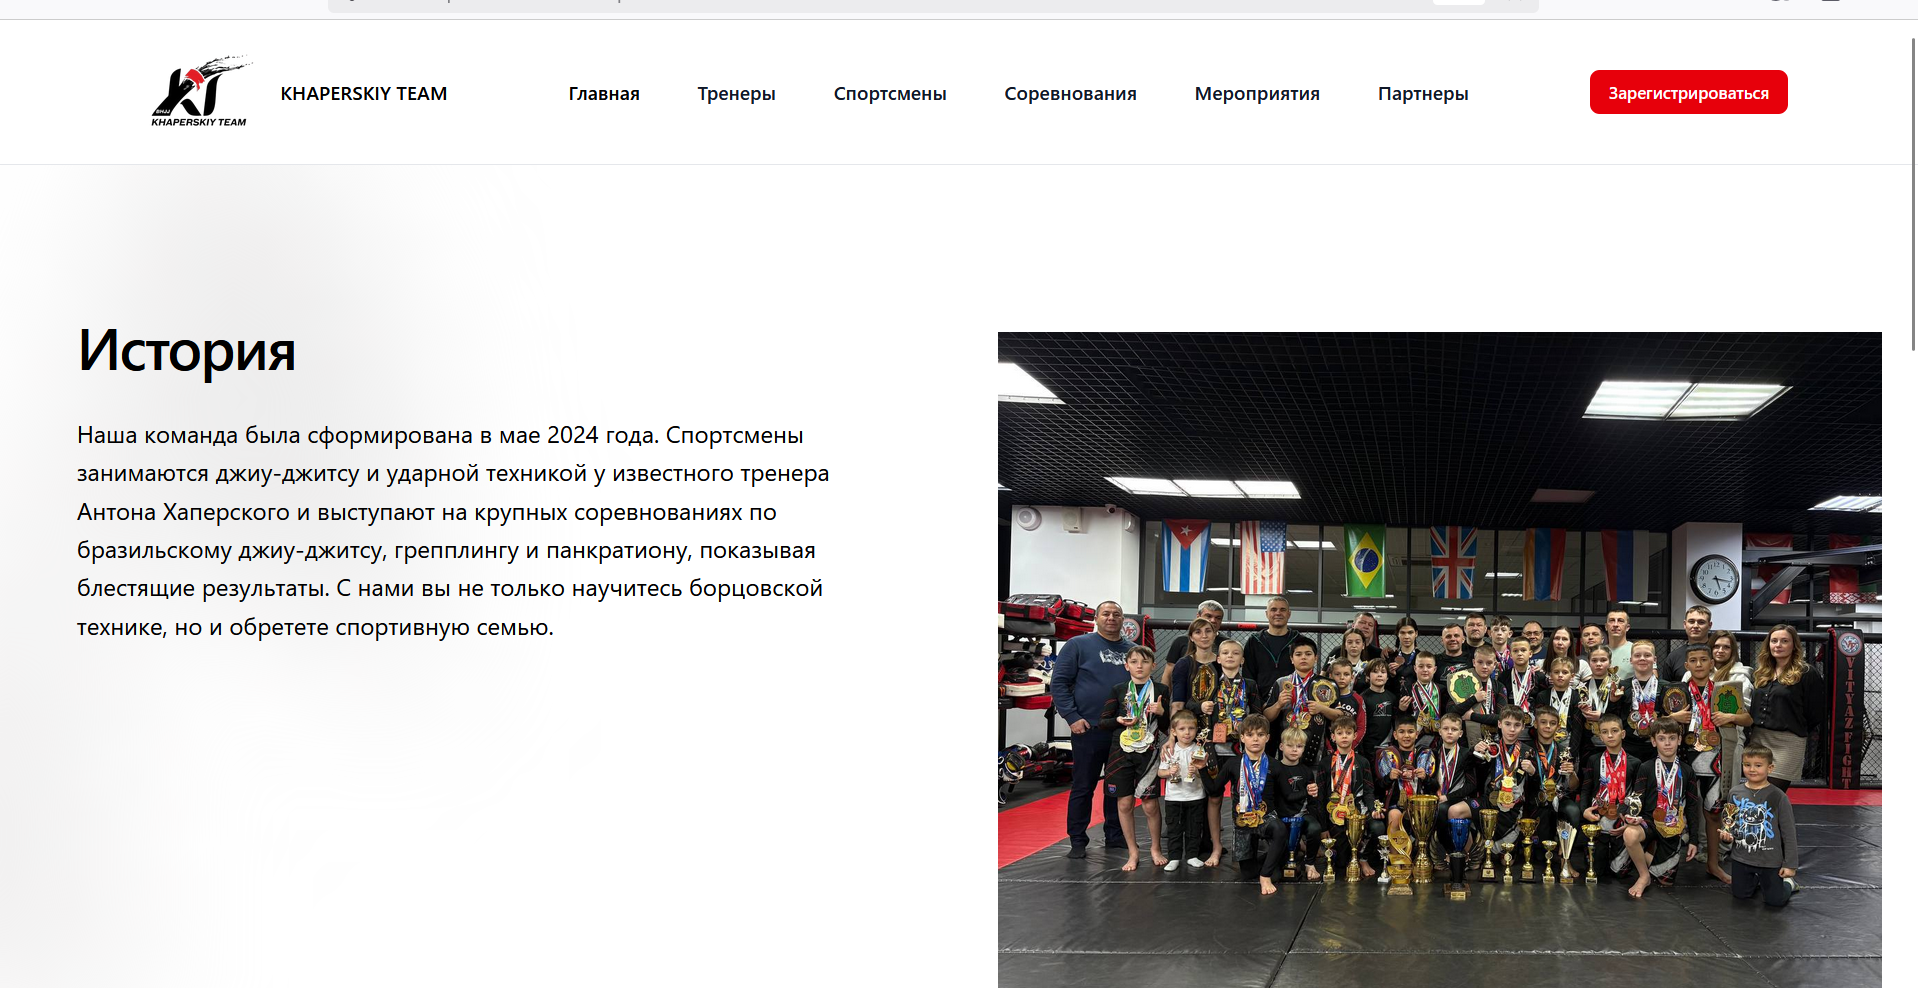 KHAPERSKIY TEAM
KHAPERSKIY TEAM
Главная
Тренеры
Спортсмены
Соревнования
Мероприятия
Партнеры
Зарегистрироваться
История
Наша команда была сформирована в мае 2024 года. Спортсмены
занимаются джиу-джитсу и ударной техникой у известного тренера
Антона Хаперского и выступают на крупных соревнованиях по
бразильскому джиу-джитсу, грепплингу и панкратиону, показывая
блестящие результаты. С нами вы не только научитесь борцовской
технике, но и обретете спортивную семью.
VITYAZ FIGHT